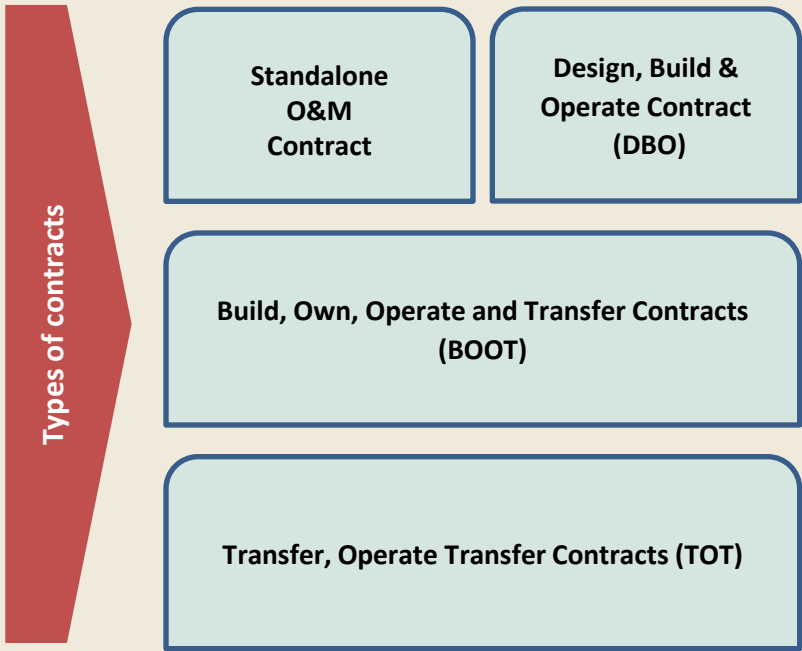 Types of contracts
Standalone
O&M
Contract
Design, Build &
Operate Contract
(DBO)
Build, Own, Operate and Transfer Contracts
(BOOT)
Transfer, Operate Transfer Contracts (TOT)